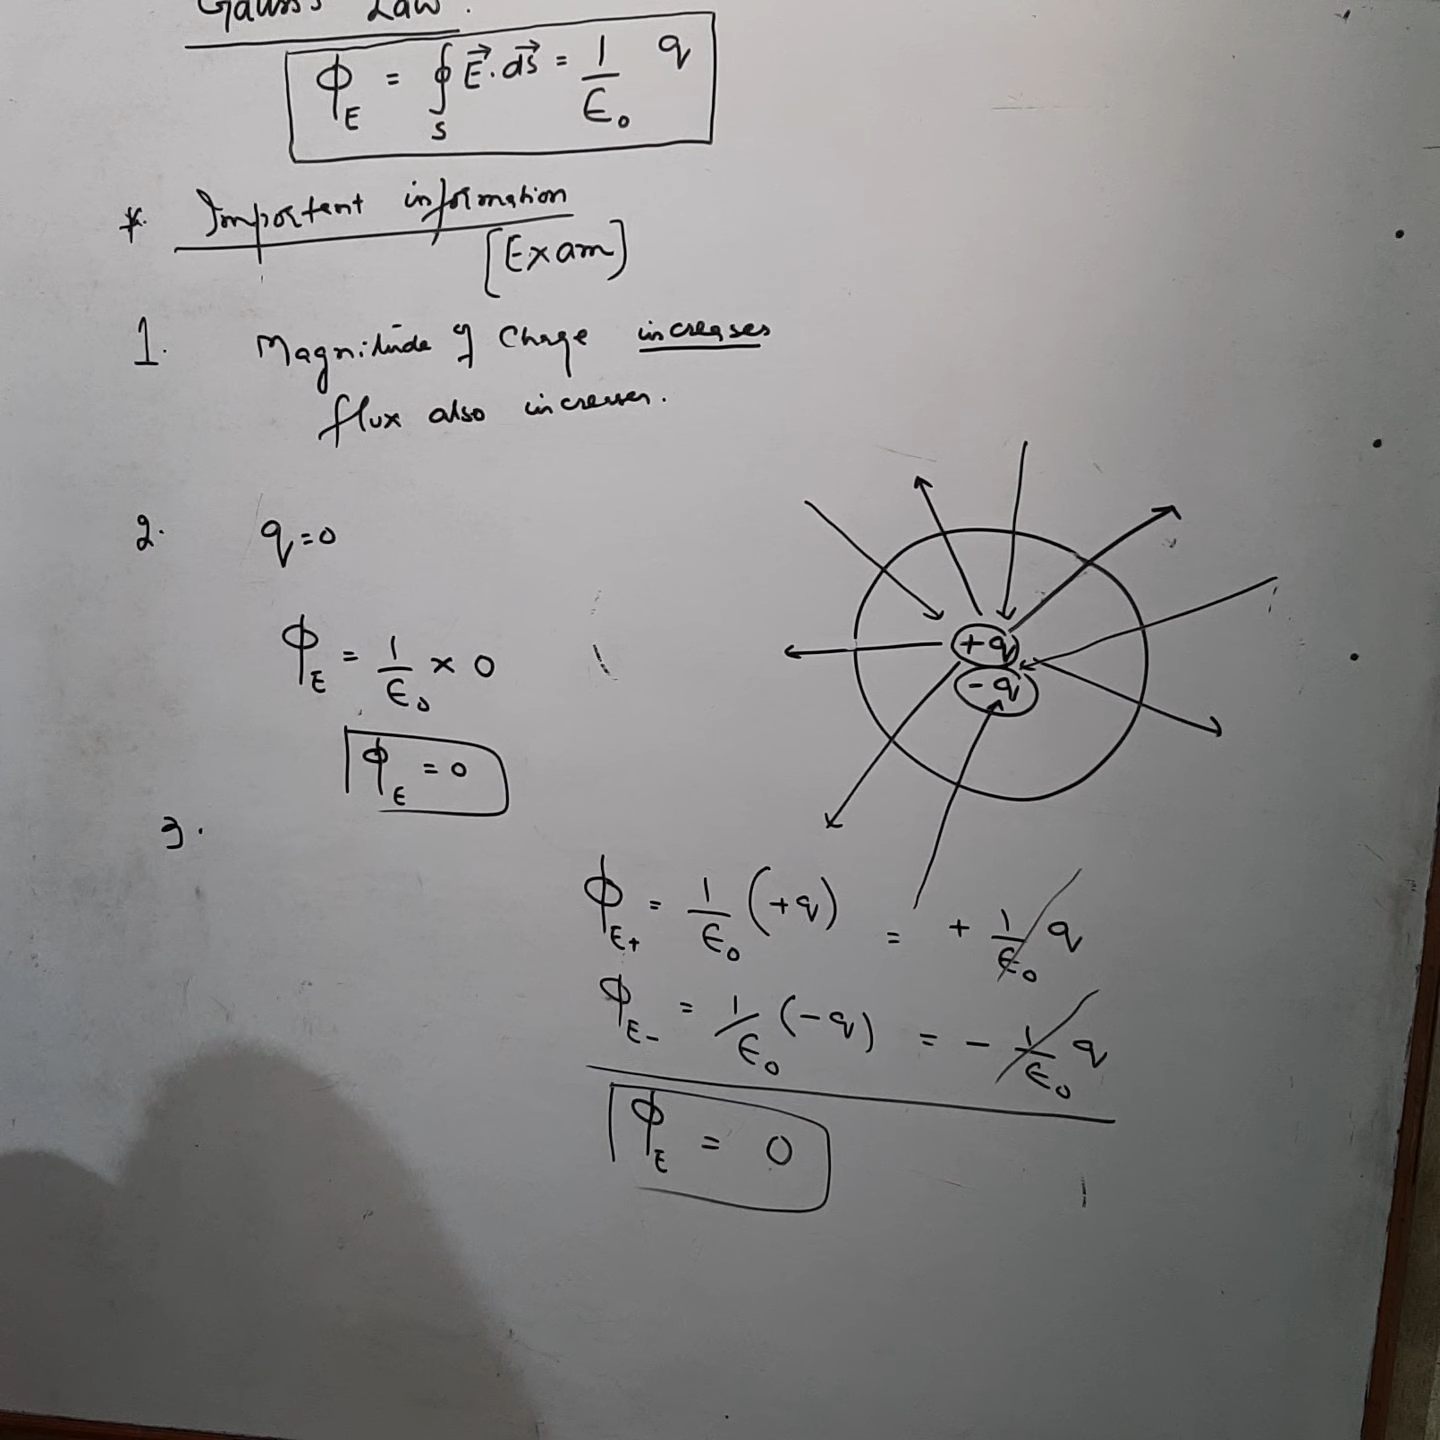 Gauss's Law.
ϕ_E = ∮_S E⃗. ds⃗ = 1/ϵ₀ q
* Important information
[Exam]
1. Magnitude of Charge increases
flux also increases.
2. q=0
ϕ_E = 1/ϵ₀ × 0
ϕ_E = 0
+q
-q
3.
ϕ_E+ = 1/ϵ₀ (+q) = + 1/ϵ₀ q
ϕ_E- = 1/ϵ₀ (-q) = - 1/ϵ₀ q
ϕ_E = 0